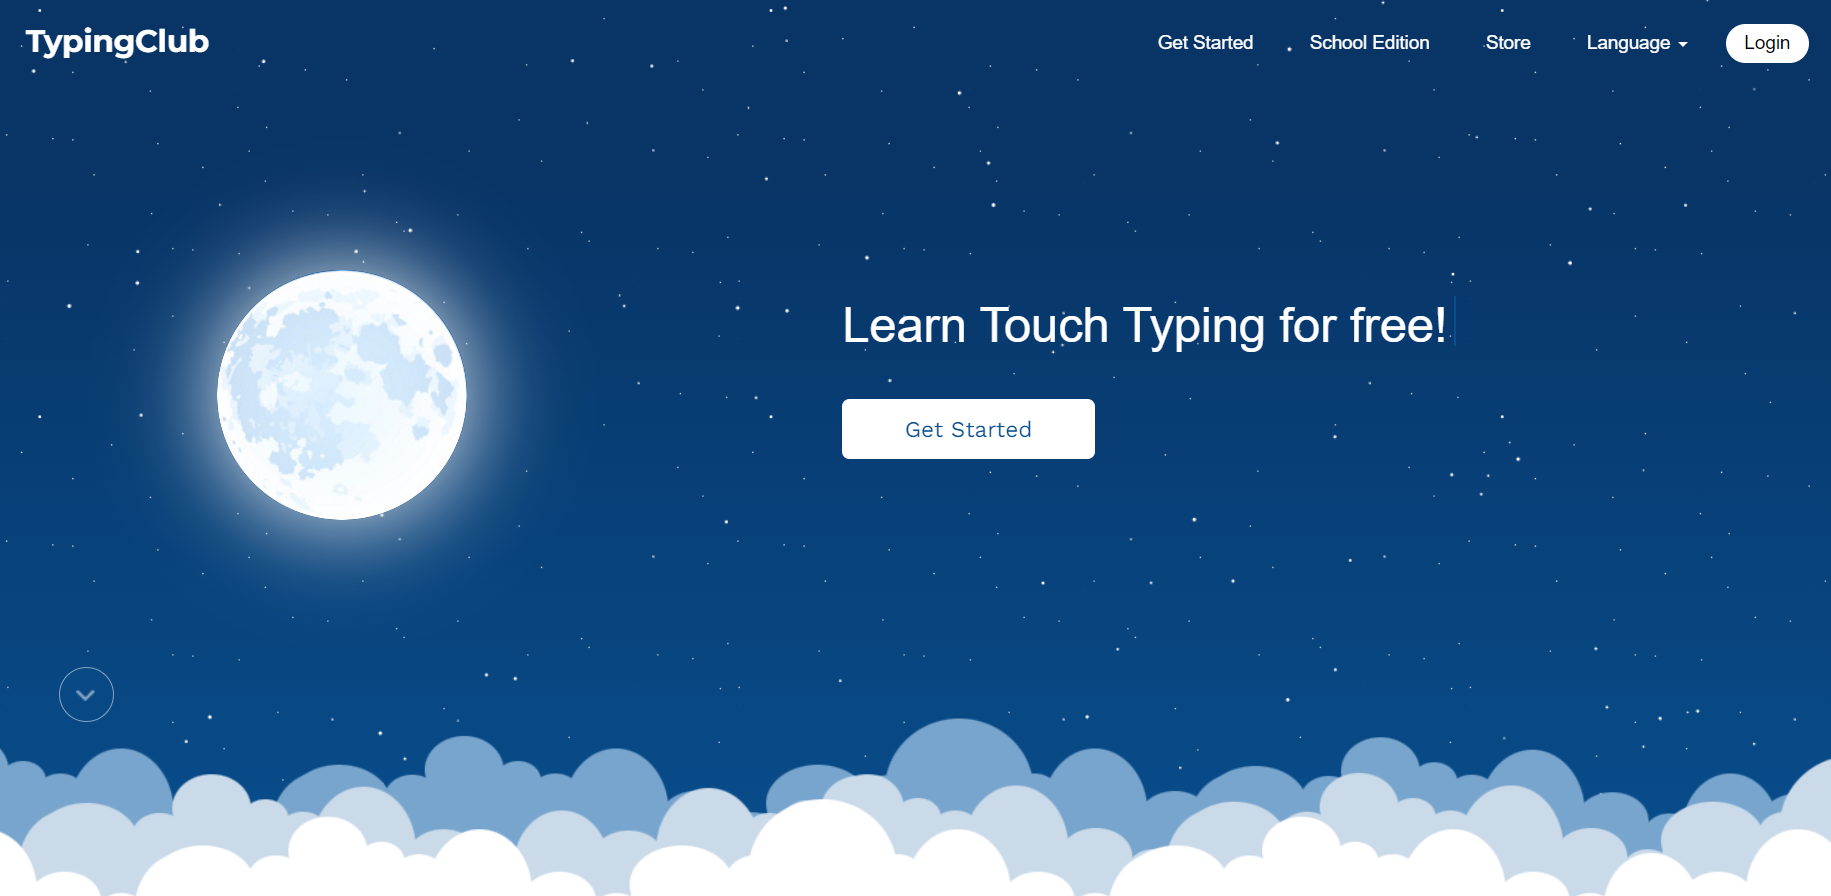 TypingClub
Get Started
School Edition
Store
Language
Login
Learn Touch Typing for free!
Get Started